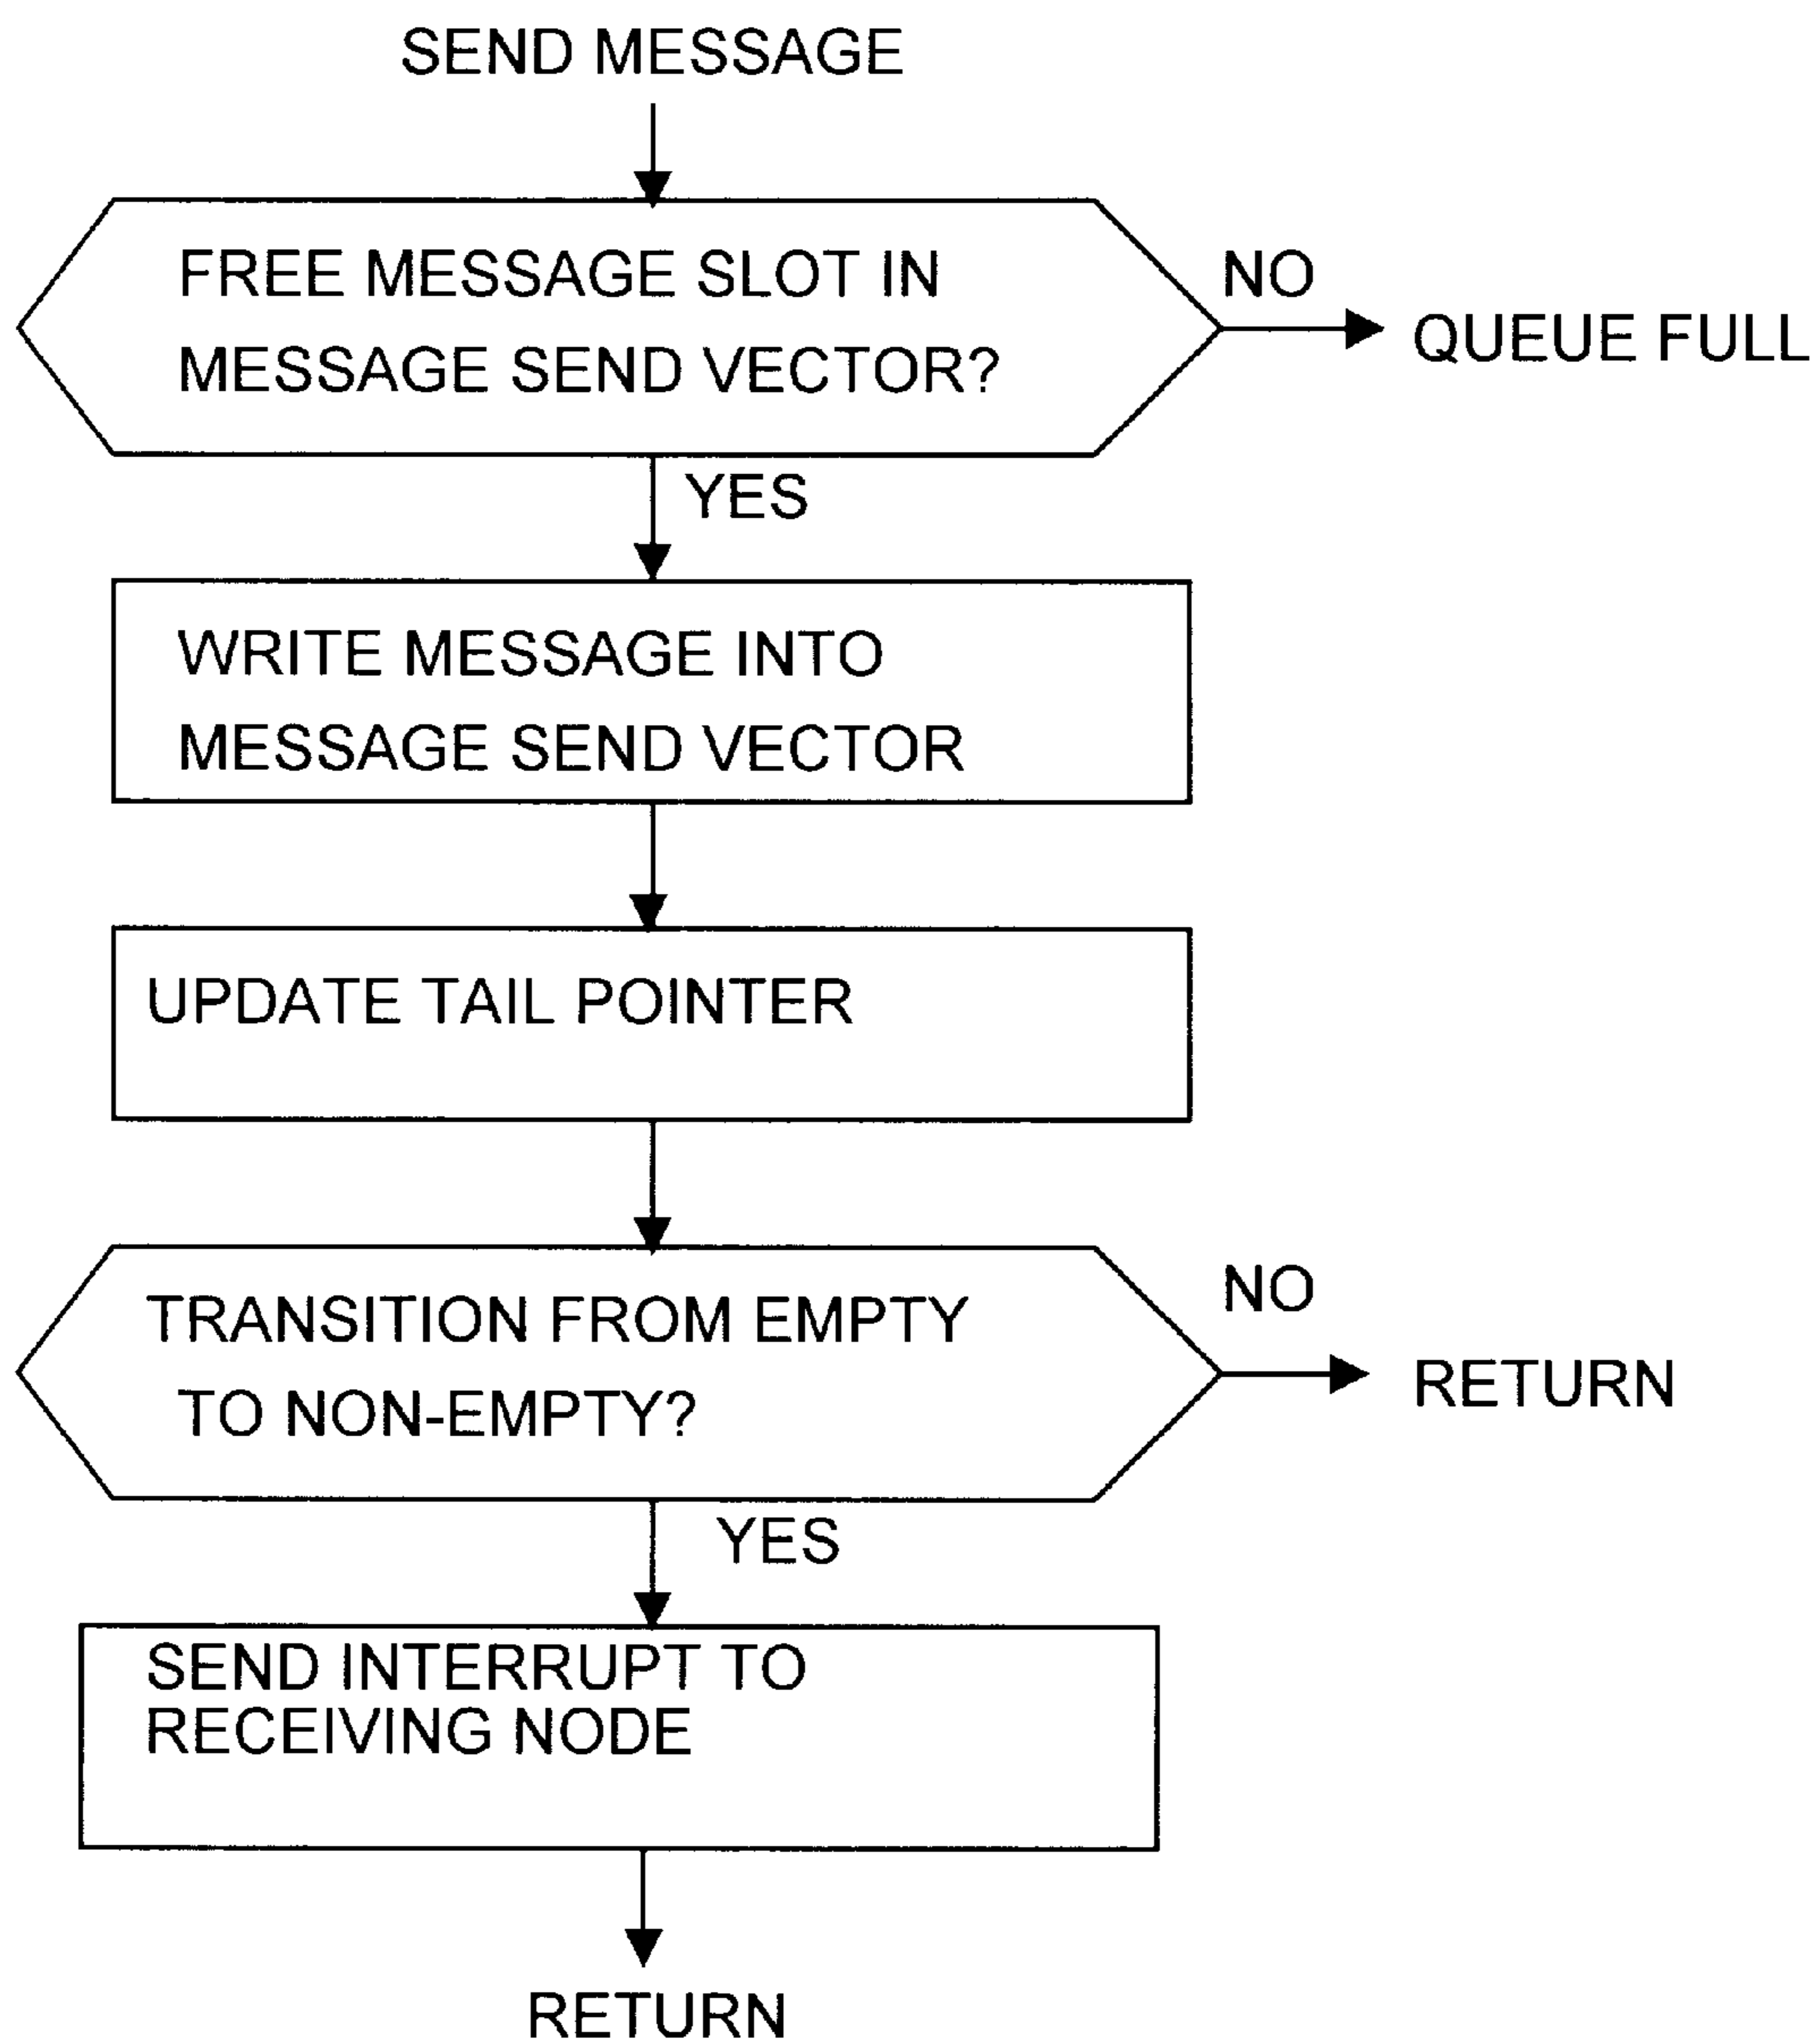 SEND MESSAGE
FREE MESSAGE SLOT IN
MESSAGE SEND VECTOR?
NO
QUEUE FULL
YES
WRITE MESSAGE INTO
MESSAGE SEND VECTOR
UPDATE TAIL POINTER
TRANSITION FROM EMPTY
TO NON-EMPTY?
NO
RETURN
YES
SEND INTERRUPT TO
RECEIVING NODE
RETURN